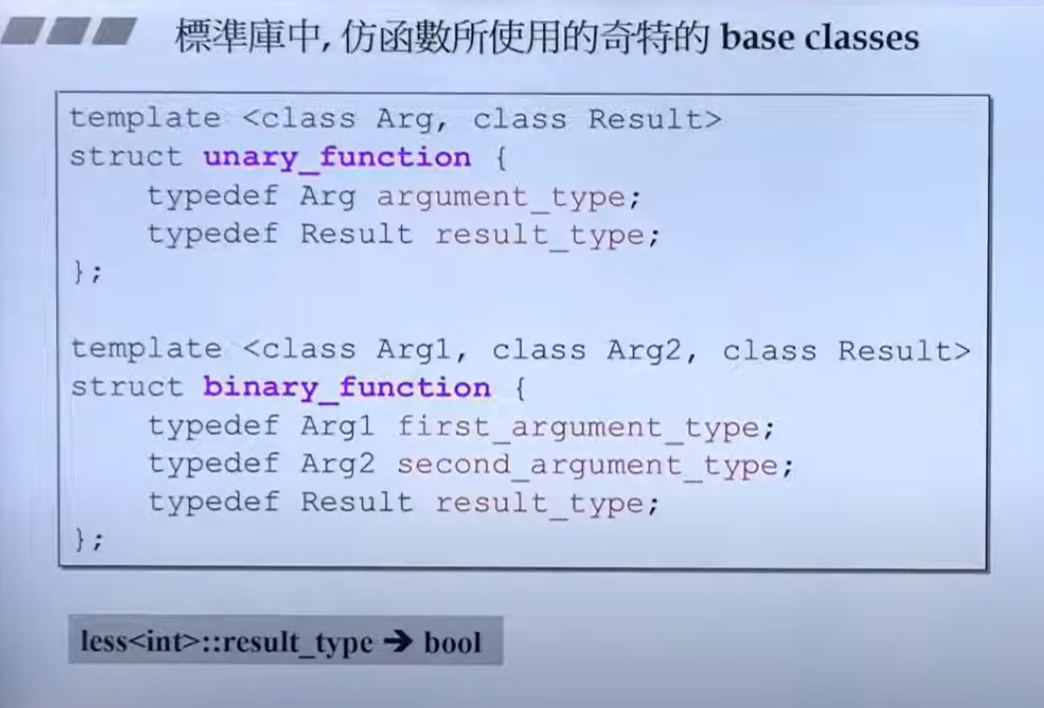 標準庫中, 仿函數所使用的奇特的 base classes
template <class Arg, class Result>
struct unary_function {
    typedef Arg argument_type;
    typedef Result result_type;
};
template <class Arg1, class Arg2, class Result>
struct binary_function {
    typedef Arg1 first_argument_type;
    typedef Arg2 second_argument_type;
    typedef Result result_type;
};
less<int>::result_type ➔ bool